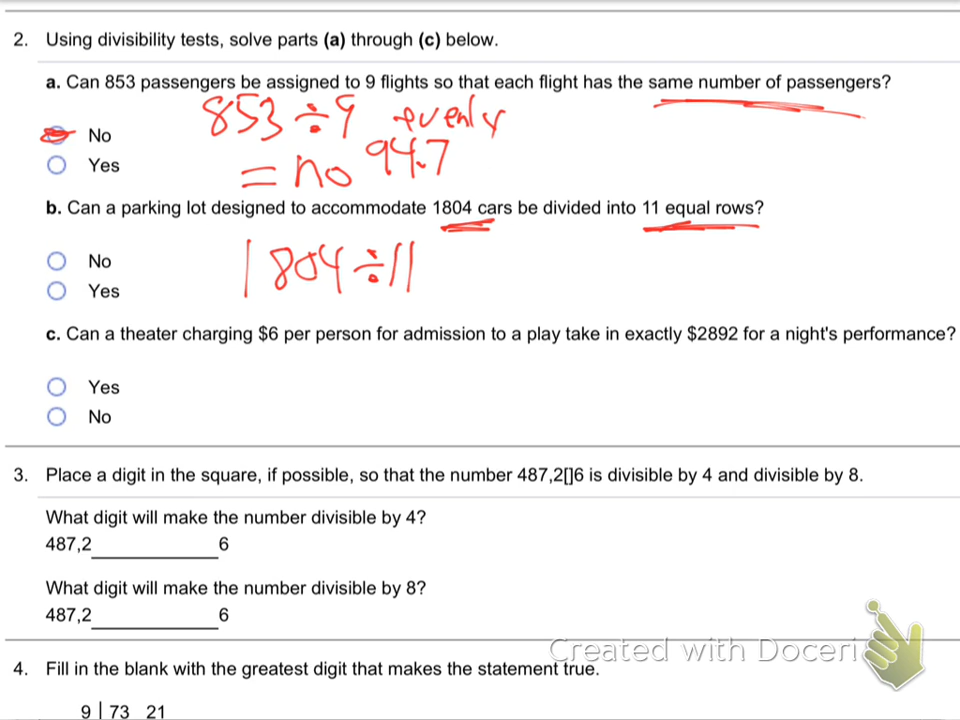 2. Using divisibility tests, solve parts (a) through (c) below.
a. Can 853 passengers be assigned to 9 flights so that each flight has the same number of passengers?
853 ÷ 9 evenly
No
= no 94.7
Yes
b. Can a parking lot designed to accommodate 1804 cars be divided into 11 equal rows?
No
1804 ÷ 11
Yes
c. Can a theater charging $6 per person for admission to a play take in exactly $2892 for a night's performance?
Yes
No
3. Place a digit in the square, if possible, so that the number 487,2[]6 is divisible by 4 and divisible by 8.
What digit will make the number divisible by 4?
487,2____________6
What digit will make the number divisible by 8?
487,2____________6
Created with Doceri
4. Fill in the blank with the greatest digit that makes the statement true.
9 | 73_21